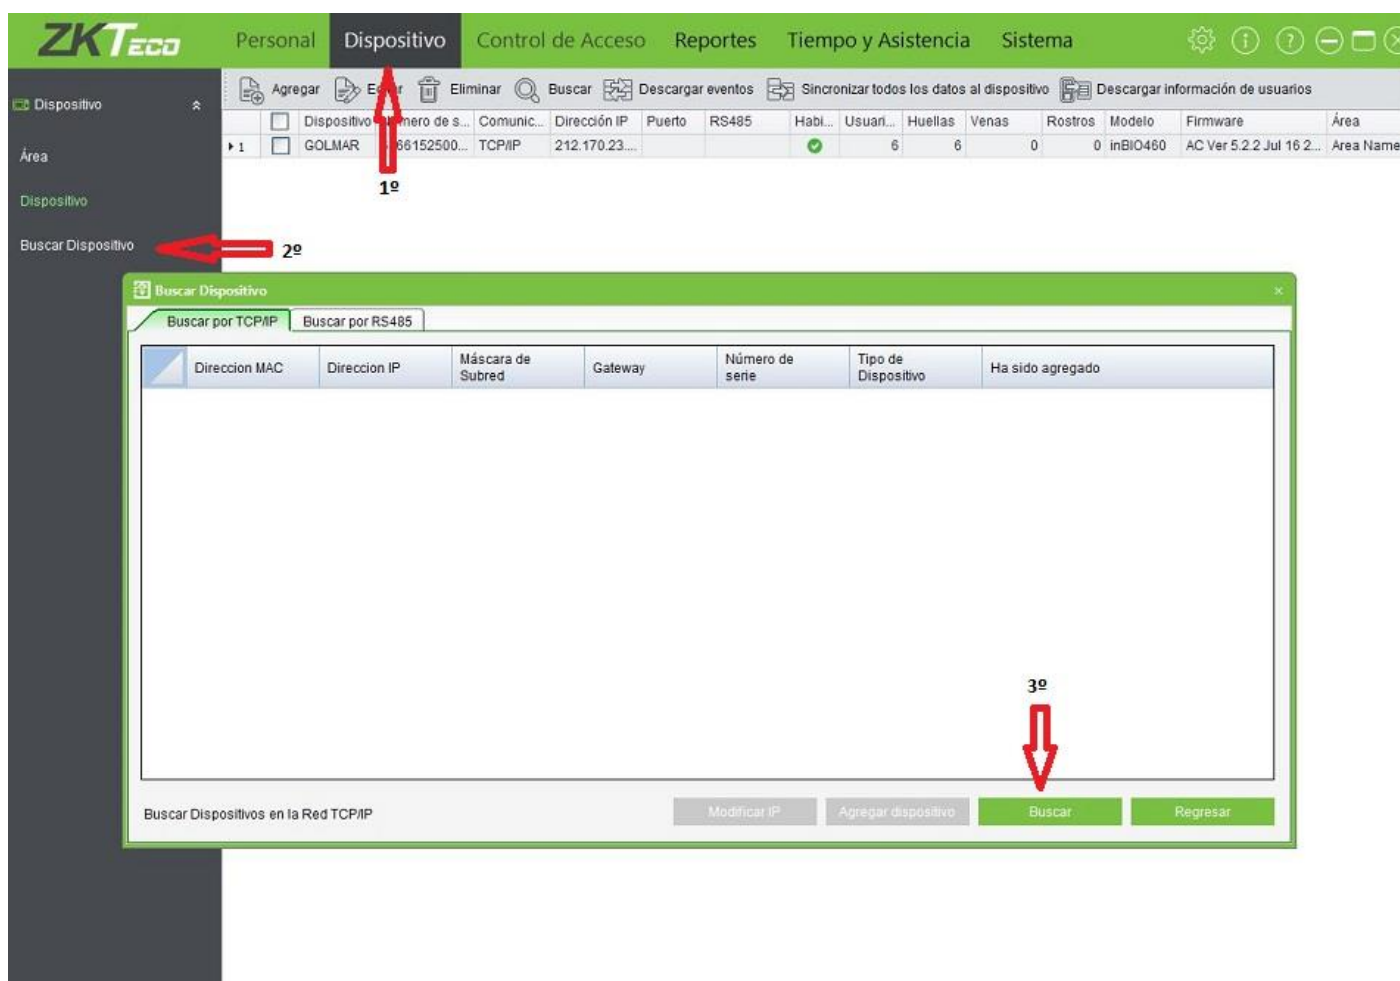 ZKTeco Personal Dispositivo Control de Acceso Reportes Tiempo y Asistencia Sistema
Dispositivo
Área
Dispositivo
Buscar Dispositivo
Agregar Eliminar Buscar Descargar eventos Sincronizar todos los datos al dispositivo Descargar información de usuarios
Dispositivo de s... Comunic... Dirección IP Puerto RS485 Habi... Usuari... Huellas Venas Rostros Modelo Firmware Área
1 GOLMAR 66152500... TCP/IP 212.170.23.... 6 6 0 0 inBIO460 AC Ver 5.2.2 Jul 16 2... Area Name
1º
2º
Buscar Dispositivo
Buscar por TCP/IP Buscar por RS485
Direccion MAC Direccion IP Máscara de Subred Gateway Número de serie Tipo de Dispositivo Ha sido agregado
3º
Buscar Dispositivos en la Red TCP/IP Modificar IP Agregar dispositivo Buscar Regresar